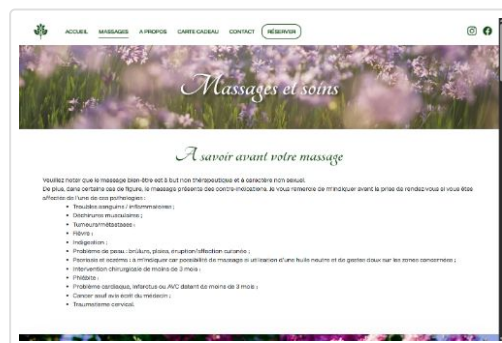 ACCUEIL MASSAGES A PROPOS CARTE CADEAU CONTACT RÉSERVER
Massages et soins
A savoir avant votre massage
Veuillez noter que le massage bien-être est à but non thérapeutique et à caractère non sexuel.
De plus, dans certains cas de figure, le massage présente des contre-indications. Je vous remercie de m'indiquer avant la prise de rendez-vous si vous êtes
affectés de l'une de ces pathologies :
Troubles sanguins / inflammatoires ;
Déchirures musculaires ;
Tumeurs/métastases ;
Fièvre ;
Indigestion ;
Problème de peau : brûlure, plaies, éruption/affection cutanée ;
Psoriasis et eczéma : à m'indiquer car possibilité de massage si utilisation d'une huile neutre et de gestes doux sur les zones concernées ;
Intervention chirurgicale de moins de 3 mois ;
Phlébite ;
Problème cardiaque, infarctus ou AVC datant de moins de 3 mois ;
Cancer sauf avis écrit du médecin ;
Traumatisme cervical.